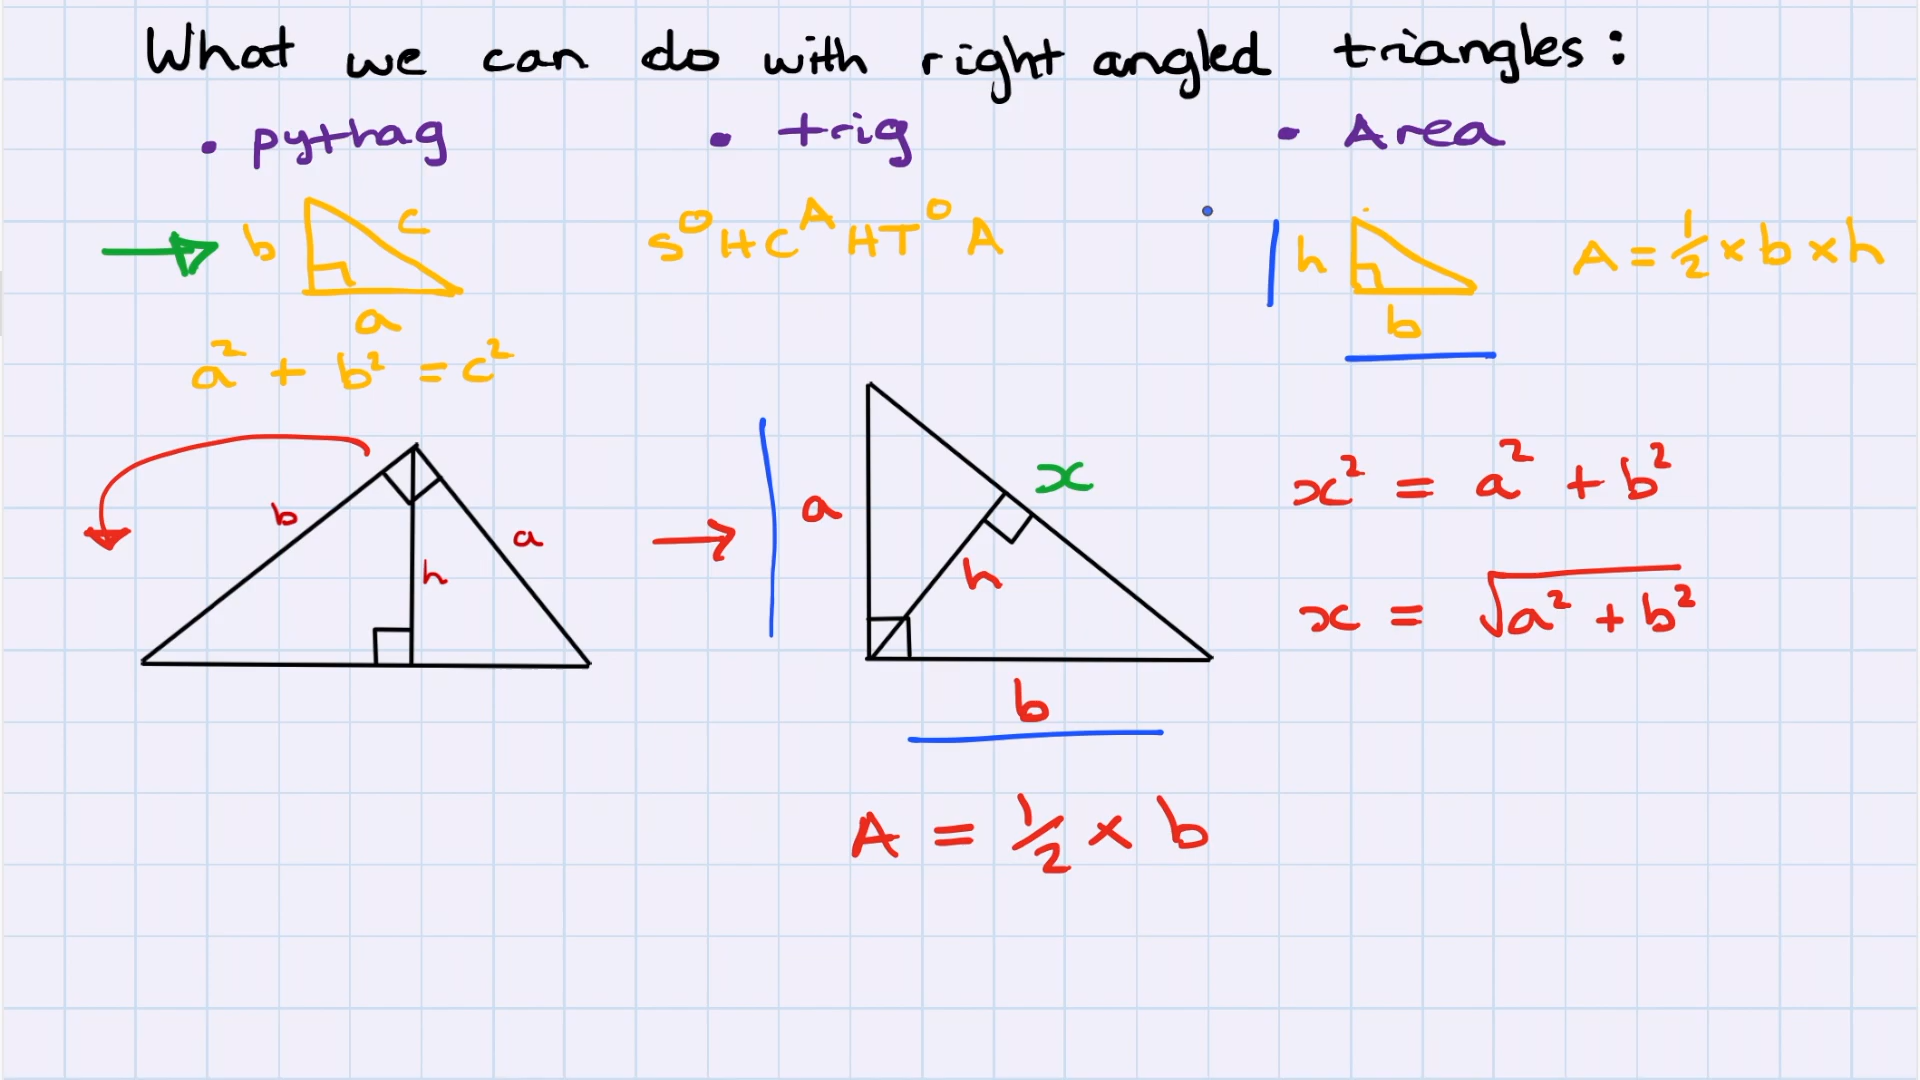 What we can do with right angled triangles:
• pythag
• trig
• Area
b c a
a² + b² = c²
S^O H C^A H T^O A
h b
A = ½ × b × h
b h a
a x h b
x² = a² + b²
x = √a² + b²
A = ½ × b